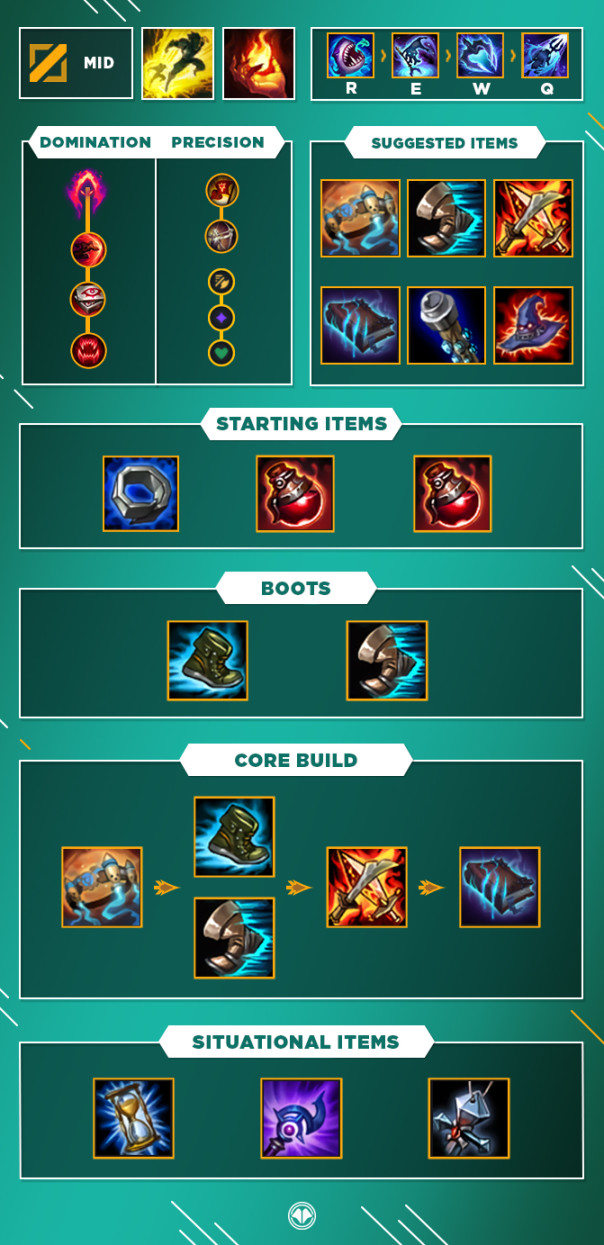 MID
R E W Q
DOMINATION PRECISION
SUGGESTED ITEMS
STARTING ITEMS
BOOTS
CORE BUILD
SITUATIONAL ITEMS